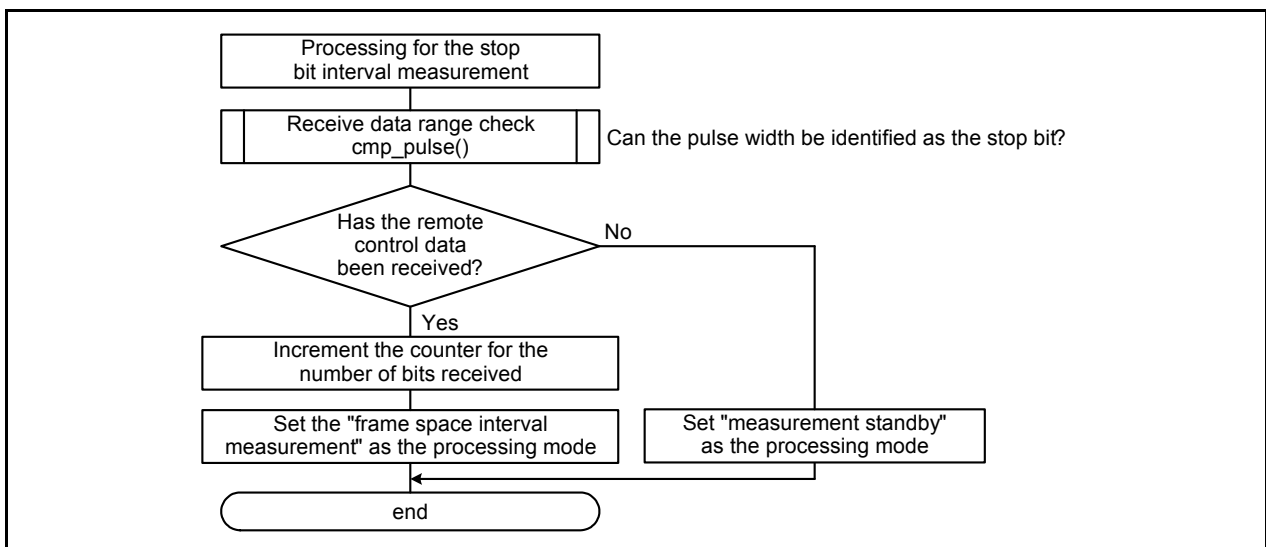 Processing for the stop
bit interval measurement
Receive data range check
cmp_pulse()
Can the pulse width be identified as the stop bit?
Has the remote
control data
been received?
No
Yes
Increment the counter for the
number of bits received
Set the "frame space interval
measurement" as the processing mode
Set "measurement standby"
as the processing mode
end